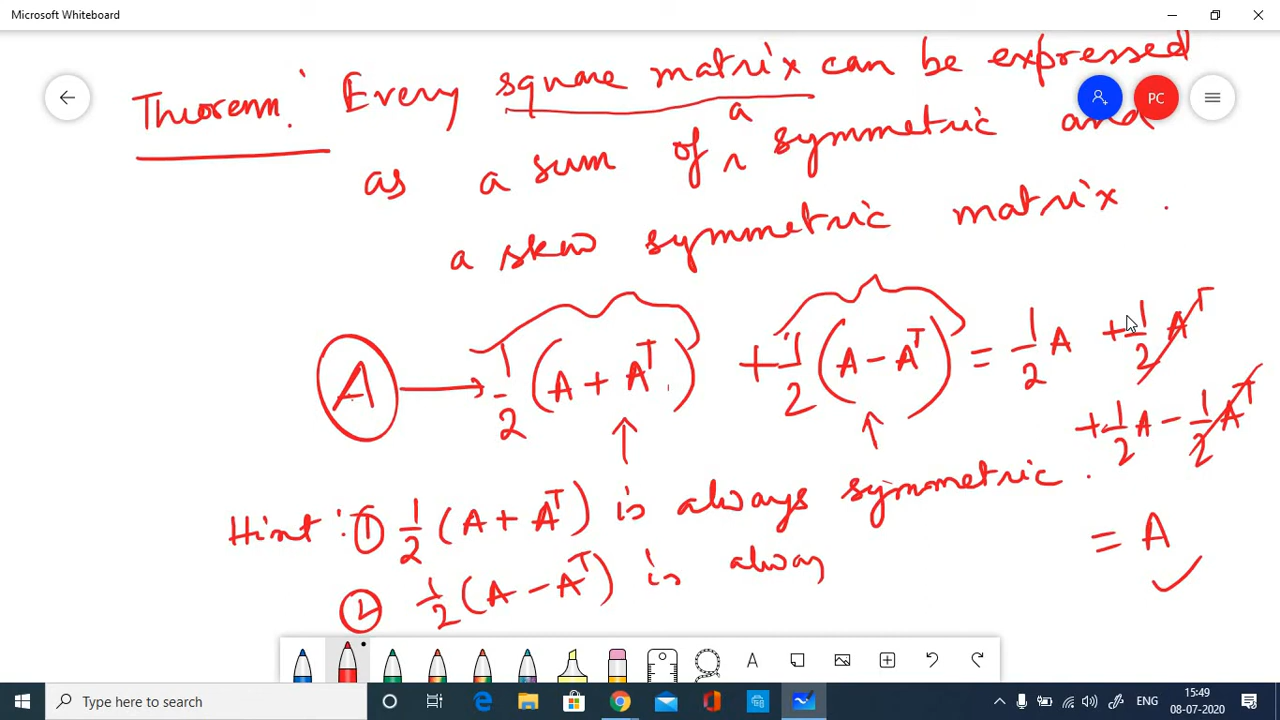 Microsoft Whiteboard
Theorem: Every square matrix can be expressed
as a sum of a symmetric and
a skew symmetric matrix.
A → 1/2 (A + A^T) + 1/2 (A − A^T) = 1/2 A + 1/2 A^T
+ 1/2 A − 1/2 A^T
Hint: ① 1/2 (A + A^T) is always symmetric.
= A ✓
② 1/2 (A − A^T) is alway
PC
A
Type here to search
ENG
15:49
08-07-2020